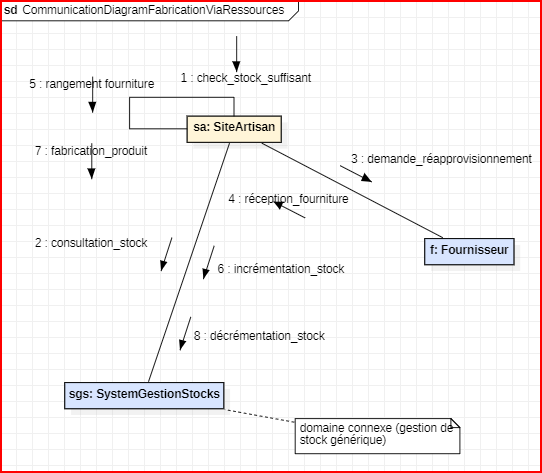 sd CommunicationDiagramFabricationViaRessources
1 : check_stock_suffisant
5 : rangement fourniture
sa: SiteArtisan
7 : fabrication_produit
3 : demande_réapprovisionnement
4 : réception_fourniture
2 : consultation_stock
f: Fournisseur
6 : incrémentation_stock
8 : décrémentation_stock
sgs: SystemGestionStocks
domaine connexe (gestion de
stock générique)